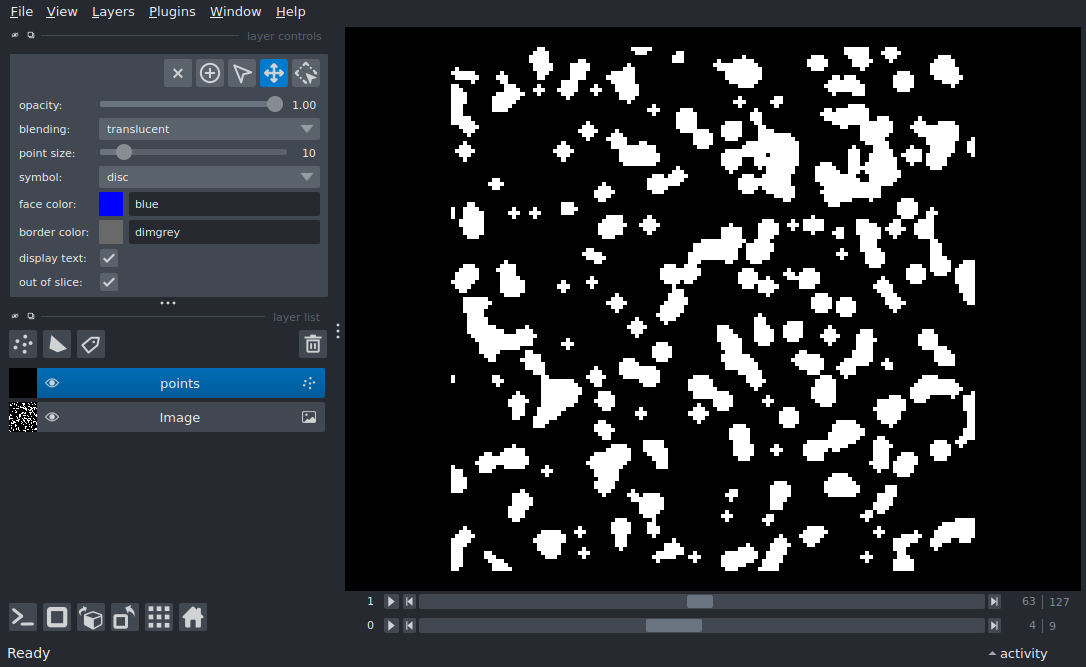 File View Layers Plugins Window Help
layer controls
opacity: 1.00
blending: translucent
point size: 10
symbol: disc
face color: blue
border color: dimgrey
display text:
out of slice:
layer list
points
Image
1 63 127
0 4 9
Ready activity